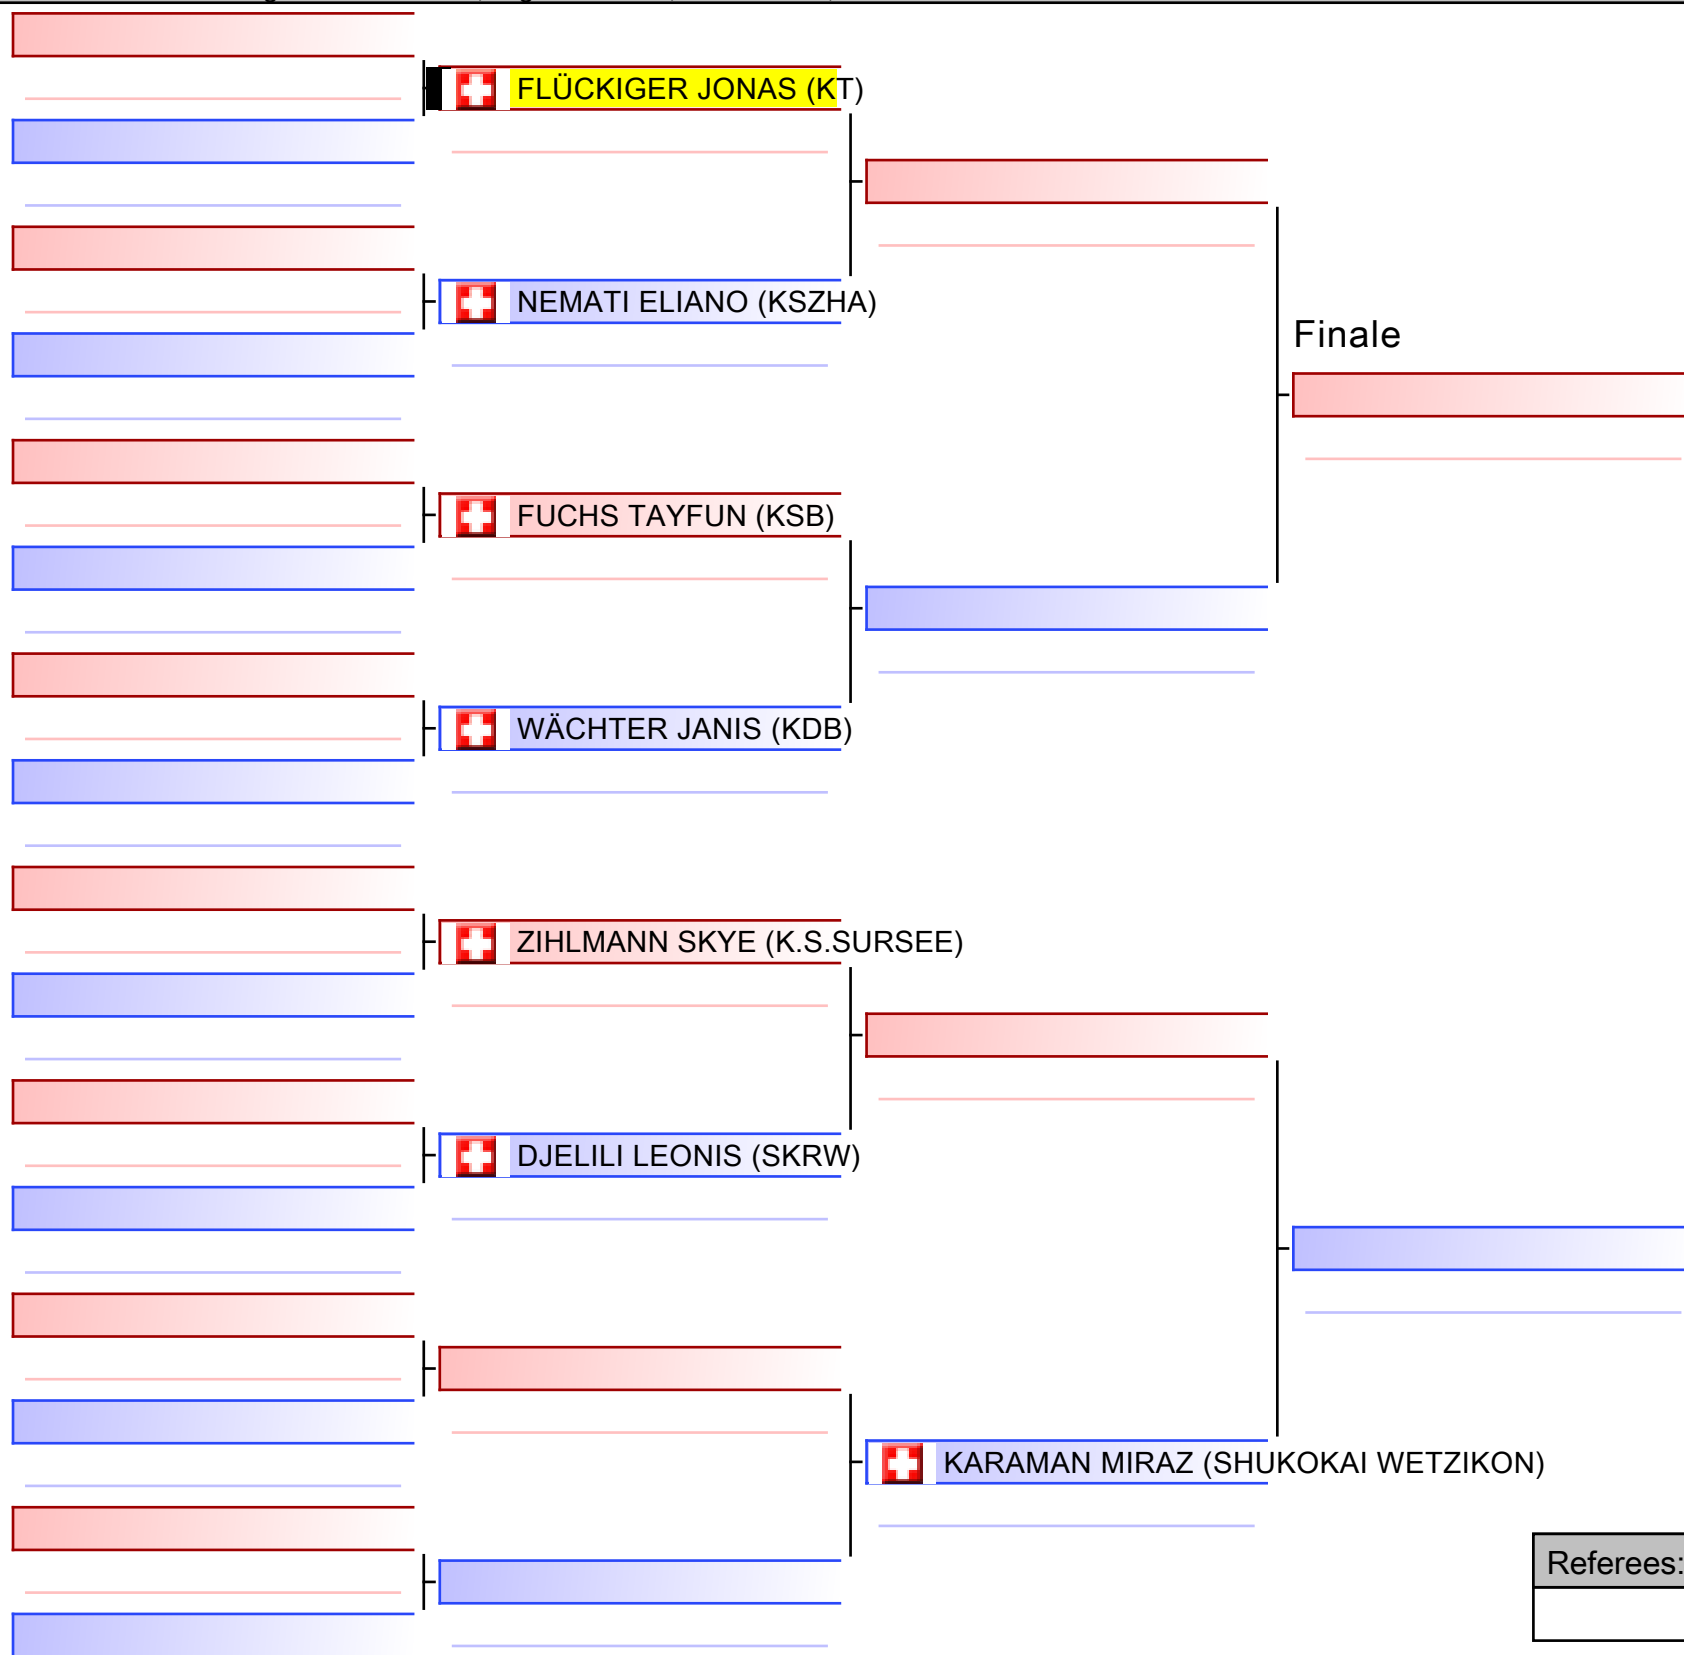 FLÜCKIGER JONAS (KT)
NEMATI ELIANO (KSZHA)
Finale
FUCHS TAYFUN (KSB)
WÄCHTER JANIS (KDB)
ZIHLMANN SKYE (K.S.SURSEE)
DJELILI LEONIS (SKRW)
KARAMAN MIRAZ (SHUKOKAI WETZIKON)
Referees: